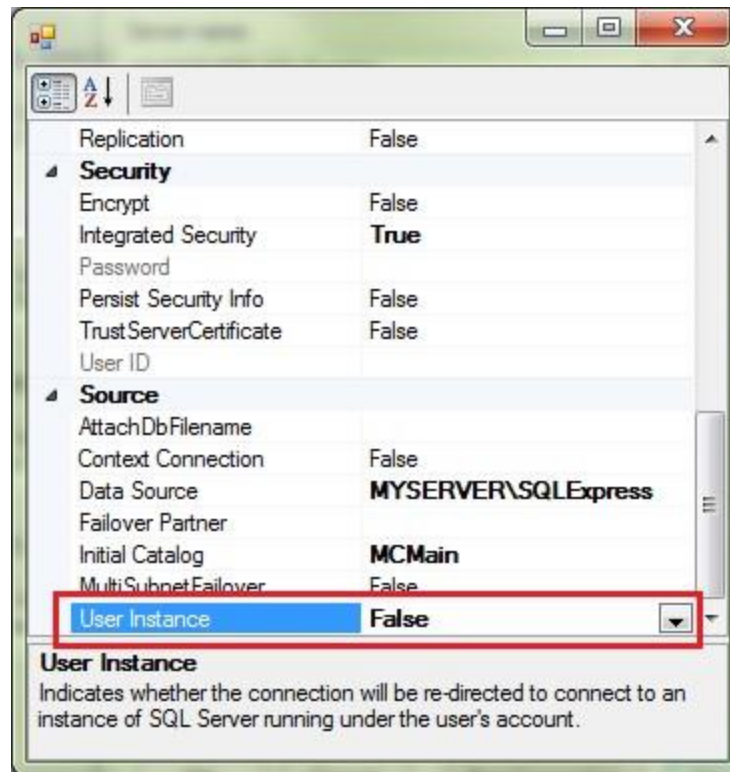 Replication False
Security
Encrypt False
Integrated Security True
Password
Persist Security Info False
TrustServerCertificate False
User ID
Source
AttachDbFilename
Context Connection False
Data Source MYSERVER\SQLExpress
Failover Partner
Initial Catalog MCMain
MultiSubnetFailover False
User Instance False
User Instance
Indicates whether the connection will be re-directed to connect to an
instance of SQL Server running under the user's account.